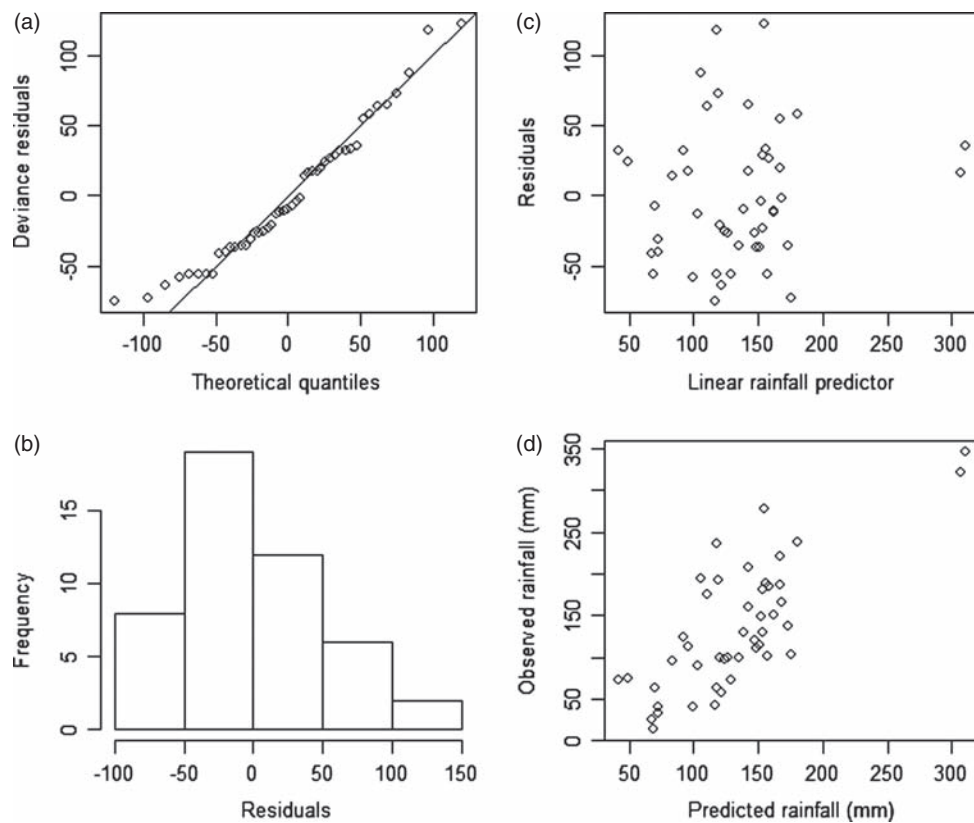 (a)
Deviance residuals
100
50
0
-50
-100 -50 0 50 100
Theoretical quantiles
(c)
Residuals
100
50
0
-50
50 100 150 200 250 300
Linear rainfall predictor
(b)
Frequency
15
10
5
0
-100 -50 0 50 100 150
Residuals
(d)
Observed rainfall (mm)
350
250
150
50
0
50 100 150 200 250 300
Predicted rainfall (mm)